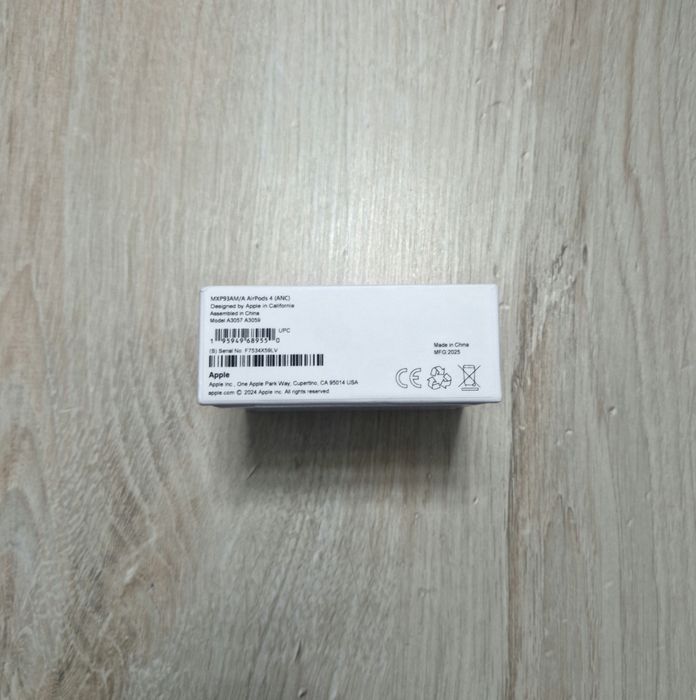 MXP93AM/A AirPods 4 (ANC)
Designed by Apple in California
Assembled in China
Model A3057 A3059
UPC
1 95949 68955 0
(S) Serial No. F7534X59LV
Apple
Apple inc., One Apple Park Way, Cupertino, CA 95014 USA
apple.com © 2024 Apple inc. All rights reserved
Made in China
MFG.2025
CE